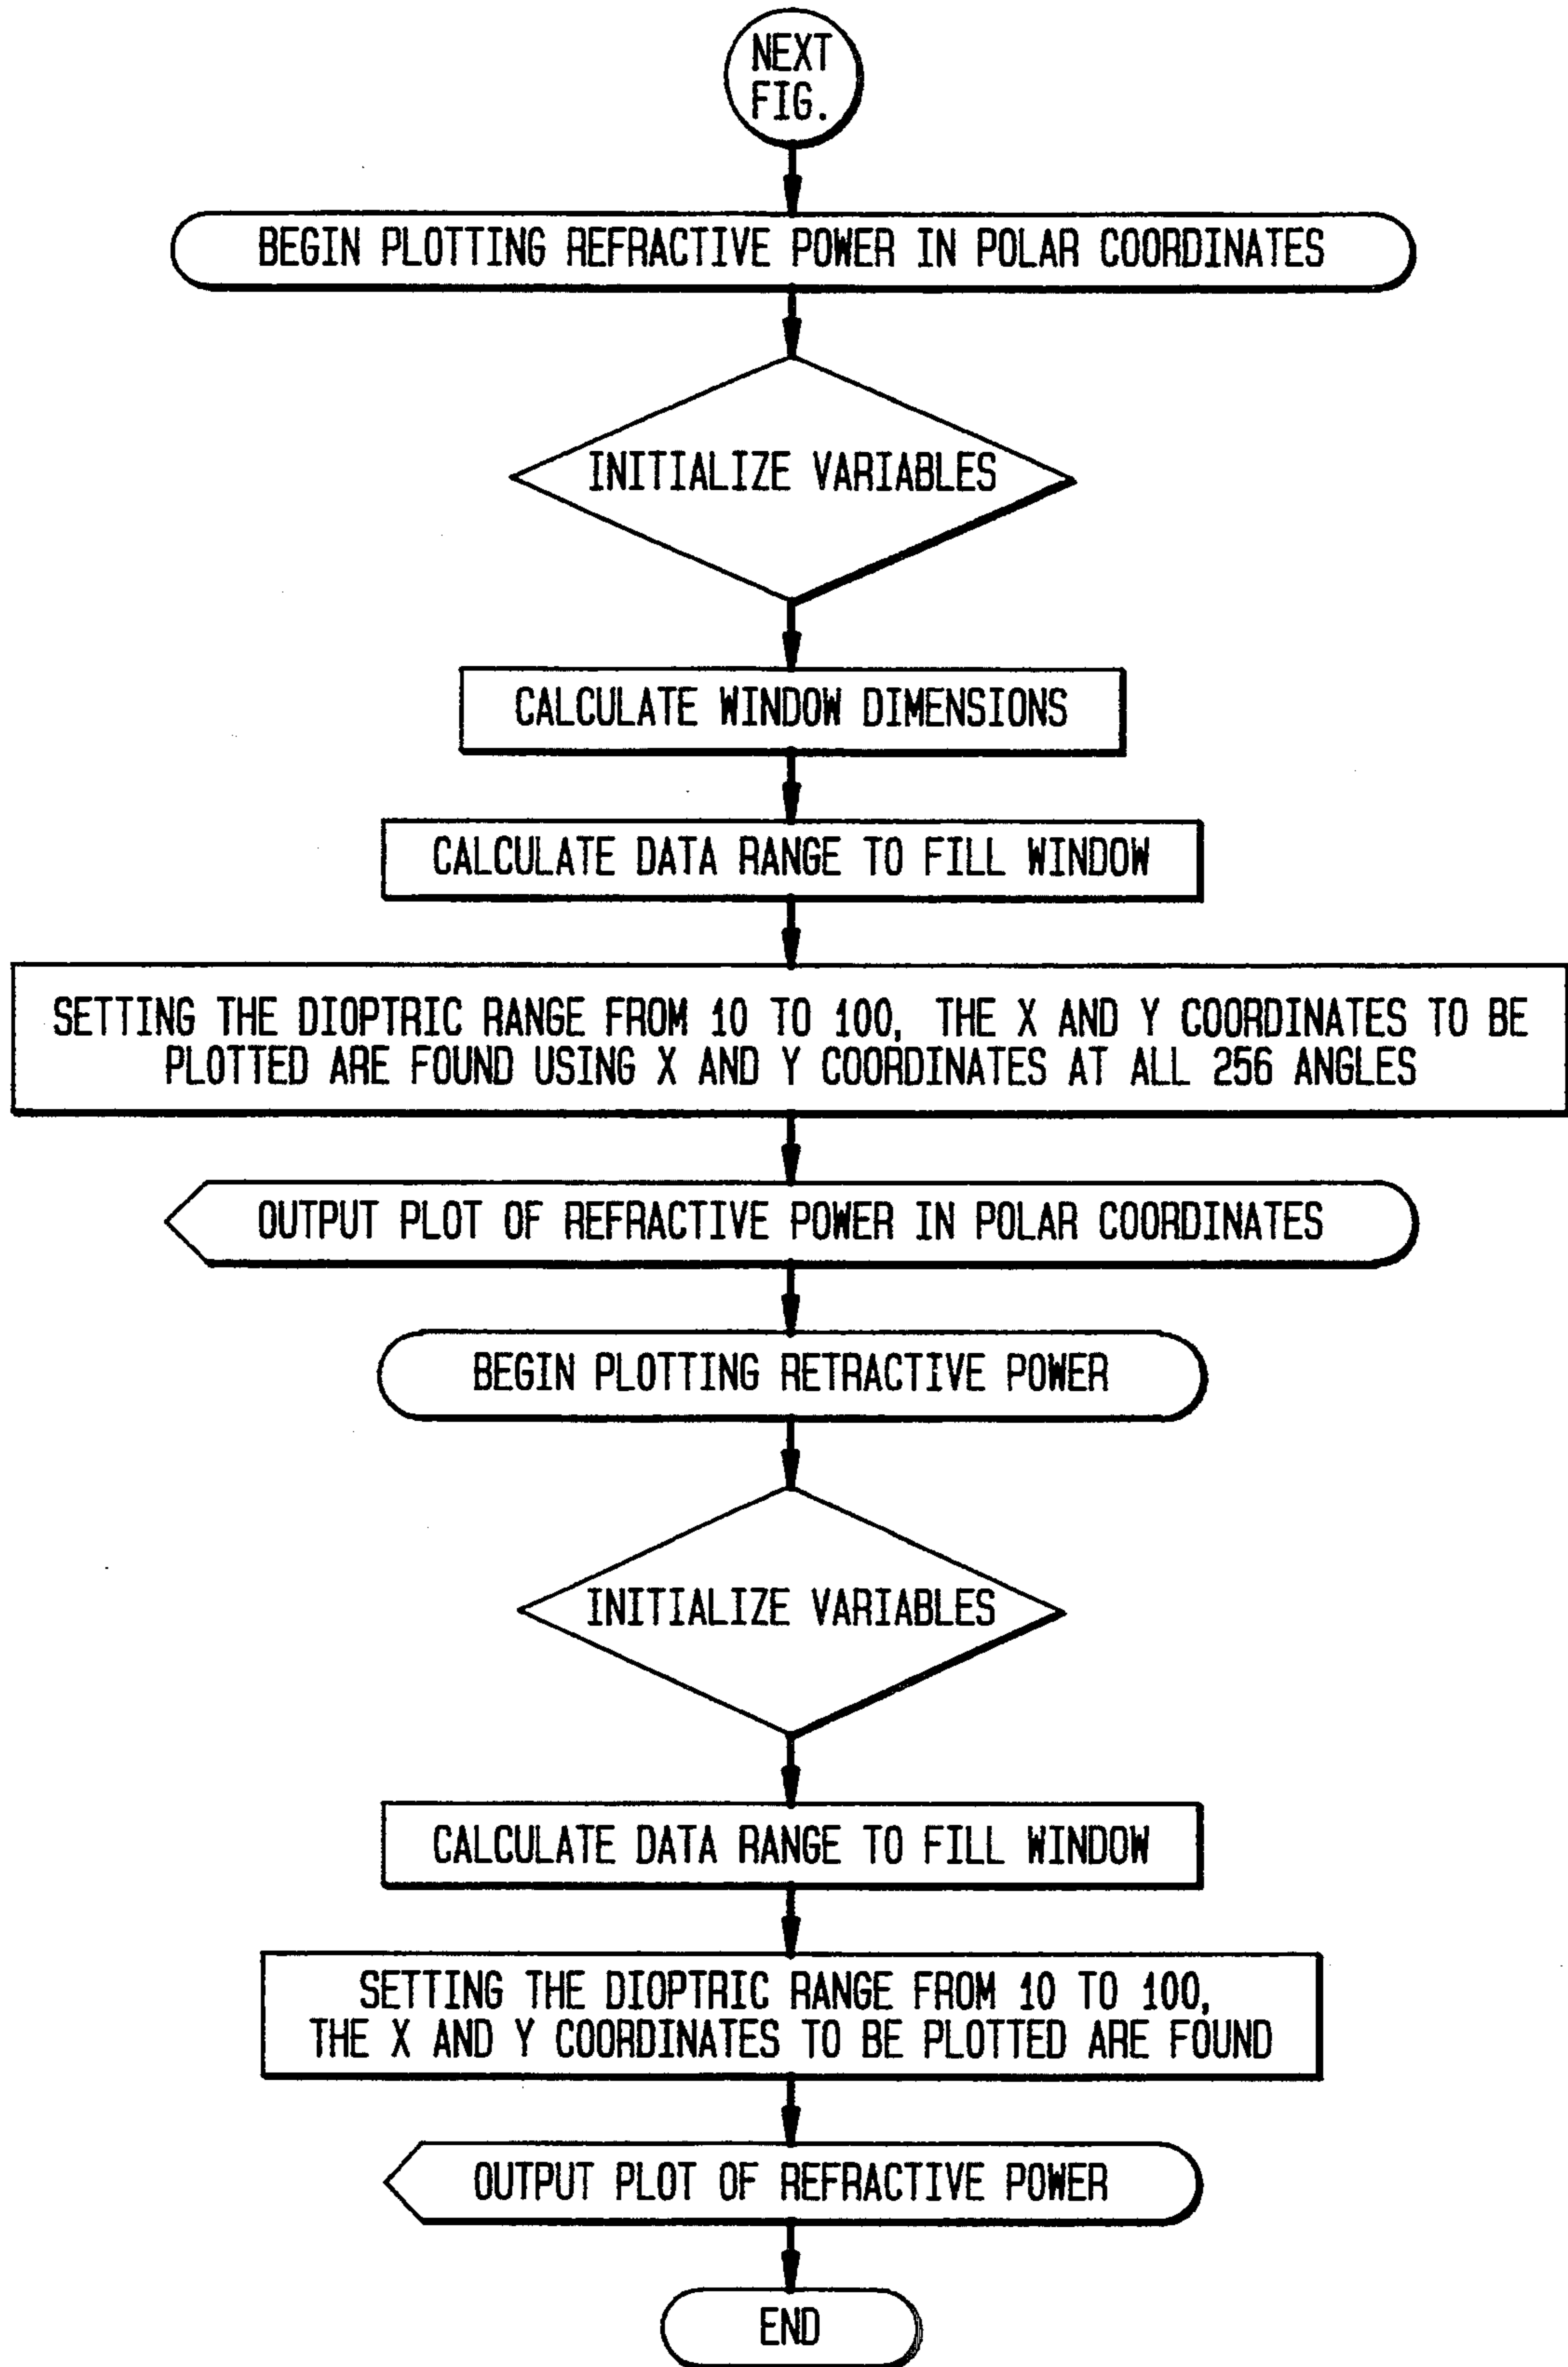 NEXT
FIG.
BEGIN PLOTTING REFRACTIVE POWER IN POLAR COORDINATES
INITIALIZE VARIABLES
CALCULATE WINDOW DIMENSIONS
CALCULATE DATA RANGE TO FILL WINDOW
SETTING THE DIOPTRIC RANGE FROM 10 TO 100, THE X AND Y COORDINATES TO BE
PLOTTED ARE FOUND USING X AND Y COORDINATES AT ALL 256 ANGLES
OUTPUT PLOT OF REFRACTIVE POWER IN POLAR COORDINATES
BEGIN PLOTTING RETRACTIVE POWER
INITIALIZE VARIABLES
CALCULATE DATA RANGE TO FILL WINDOW
SETTING THE DIOPTRIC RANGE FROM 10 TO 100,
THE X AND Y COORDINATES TO BE PLOTTED ARE FOUND
OUTPUT PLOT OF REFRACTIVE POWER
END